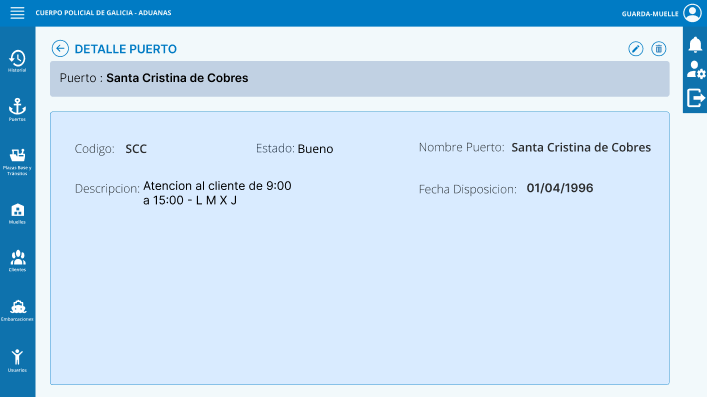 CUERPO POLICIAL DE GALICIA - ADUANAS
GUARDA-MUELLE
DETALLE PUERTO
Puerto : Santa Cristina de Cobres
Historial
Puertos
Plazas Base y
Tránsitos
Muelles
Clientes
Embarcaciones
Usuarios
Codigo: SCC
Estado: Bueno
Nombre Puerto: Santa Cristina de Cobres
Descripcion: Atencion al cliente de 9:00
a 15:00 - L M X J
Fecha Disposicion: 01/04/1996